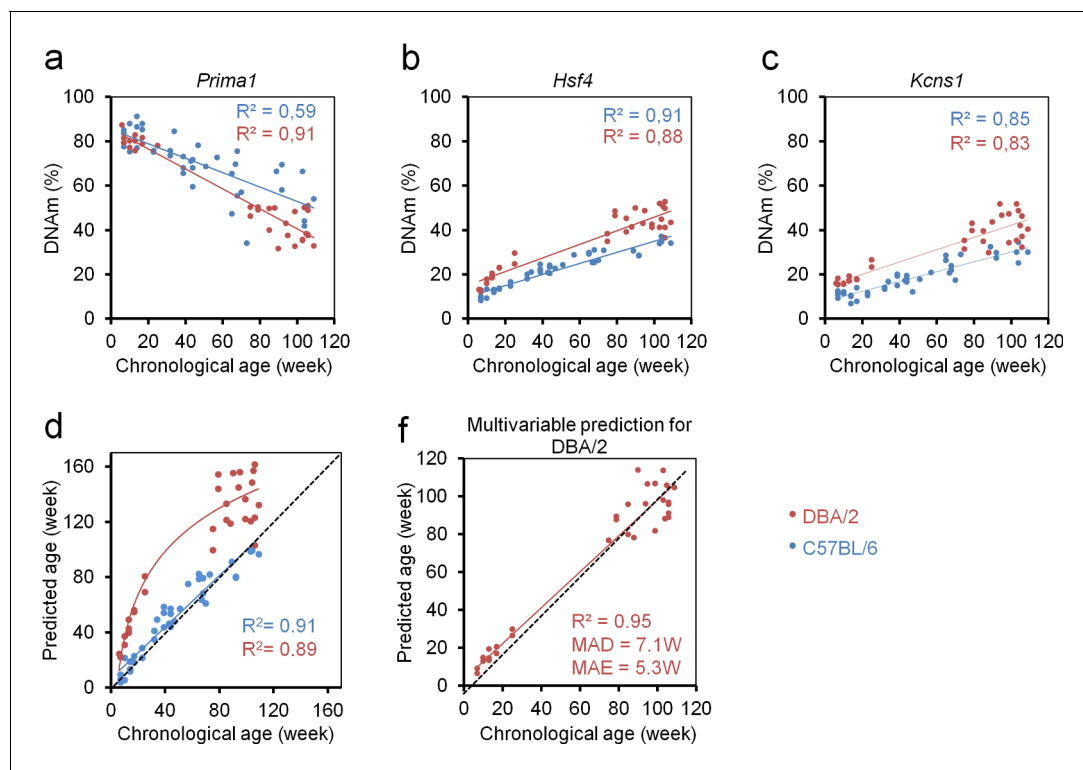 a
Prima1
100
80
60
40
20
0
DNAm (%)
R² = 0,59
R² = 0,91
0 20 40 60 80 100 120
Chronological age (week)
b
Hsf4
100
80
60
40
20
0
DNAm (%)
R² = 0,91
R² = 0,88
0 20 40 60 80 100 120
Chronological age (week)
c
Kcns1
100
80
60
40
20
0
DNAm (%)
R² = 0,85
R² = 0,83
0 20 40 60 80 100 120
Chronological age (week)
d
160
120
80
40
0
Predicted age (week)
R²= 0.91
R²= 0.89
0 40 80 120 160
Chronological age (week)
f
Multivariable prediction for
DBA/2
120
100
80
60
40
20
0
Predicted age (week)
R² = 0.95
MAD = 7.1W
MAE = 5.3W
0 20 40 60 80 100 120
Chronological age (week)
DBA/2
C57BL/6